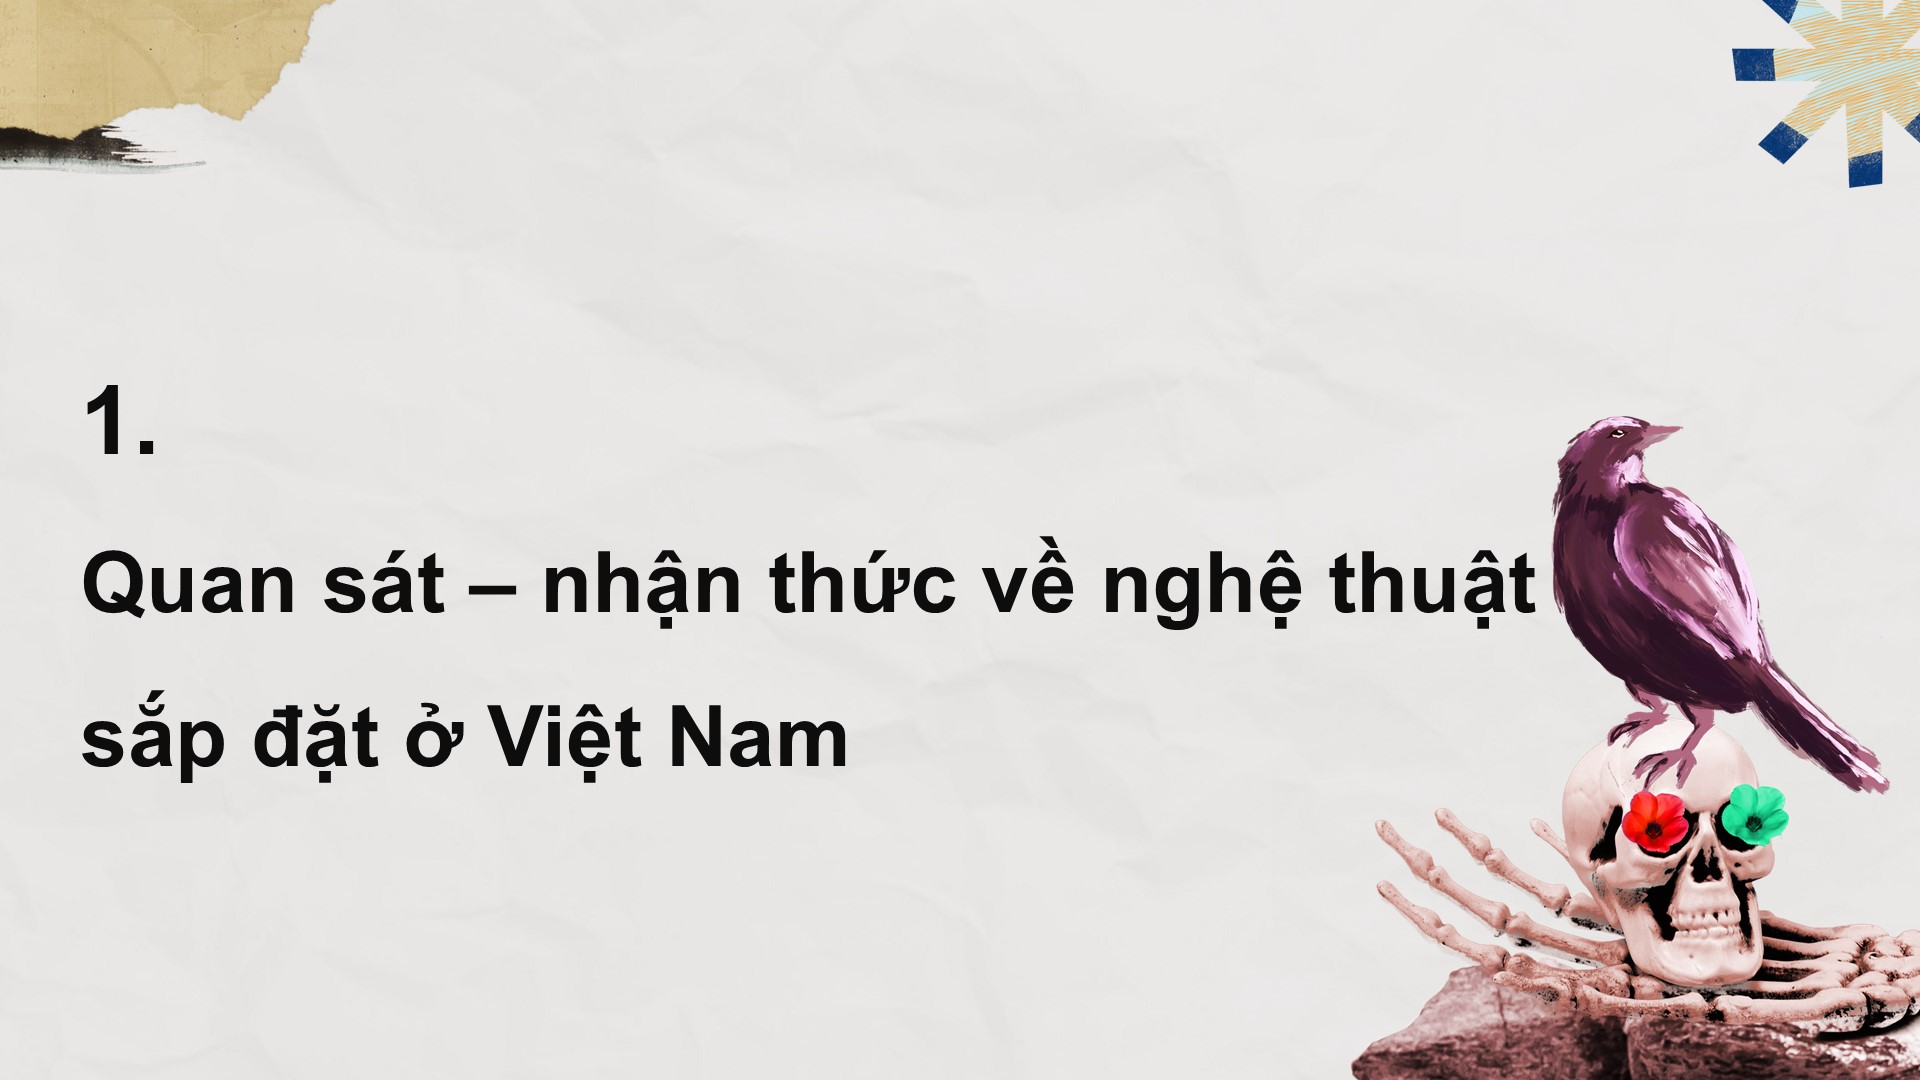 1.
Quan sát – nhận thức về nghệ thuật
sắp đặt ở Việt Nam